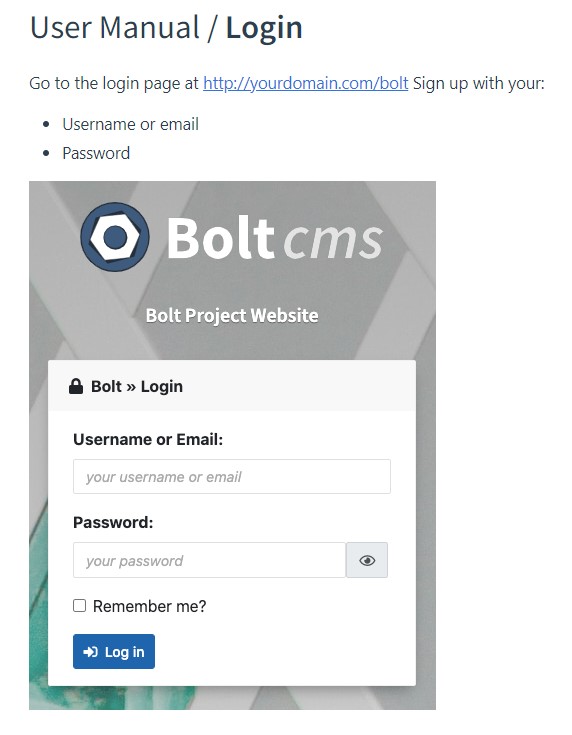 User Manual / Login
Go to the login page at http://yourdomain.com/bolt Sign up with your:
• Username or email
• Password
Bolt cms
Bolt Project Website
Bolt » Login
Username or Email:
your username or email
Password:
your password
Remember me?
Log in